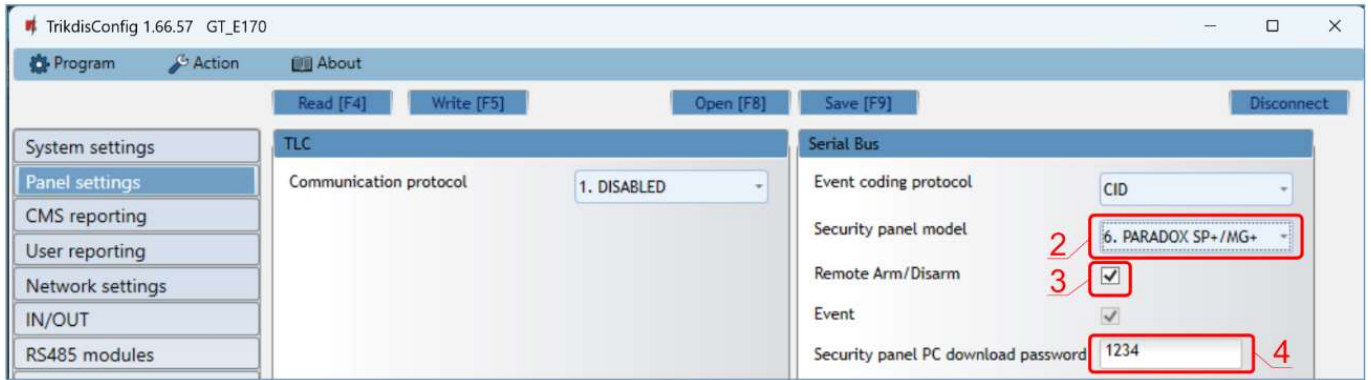 TrikdisConfig 1.66.57 GT_E170
Program Action About
Read [F4] Write [F5] Open [F8] Save [F9] Disconnect
System settings
Panel settings
CMS reporting
User reporting
Network settings
IN/OUT
RS485 modules
TLC
Communication protocol 1. DISABLED
Serial Bus
Event coding protocol CID
Security panel model 2 6. PARADOX SP+/MG+
Remote Arm/Disarm 3
Event
Security panel PC download password 1234 4